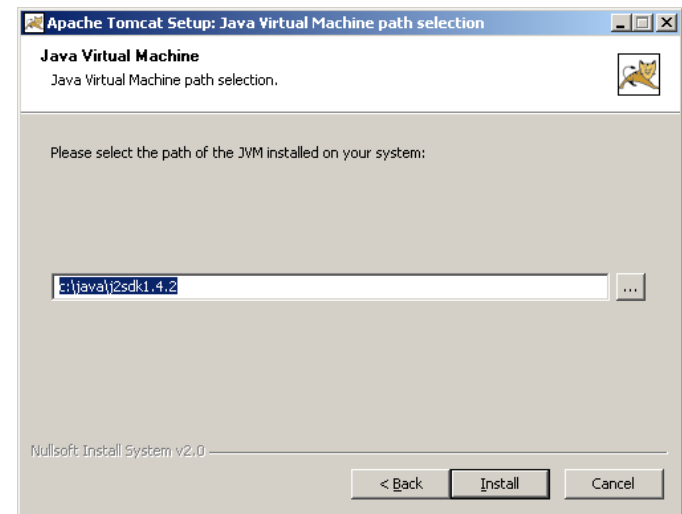 Apache Tomcat Setup: Java Virtual Machine path selection
Java Virtual Machine
Java Virtual Machine path selection.
Please select the path of the JVM installed on your system:
c:\java\j2sdk1.4.2
...
Nullsoft Install System v2.0
< Back
Install
Cancel